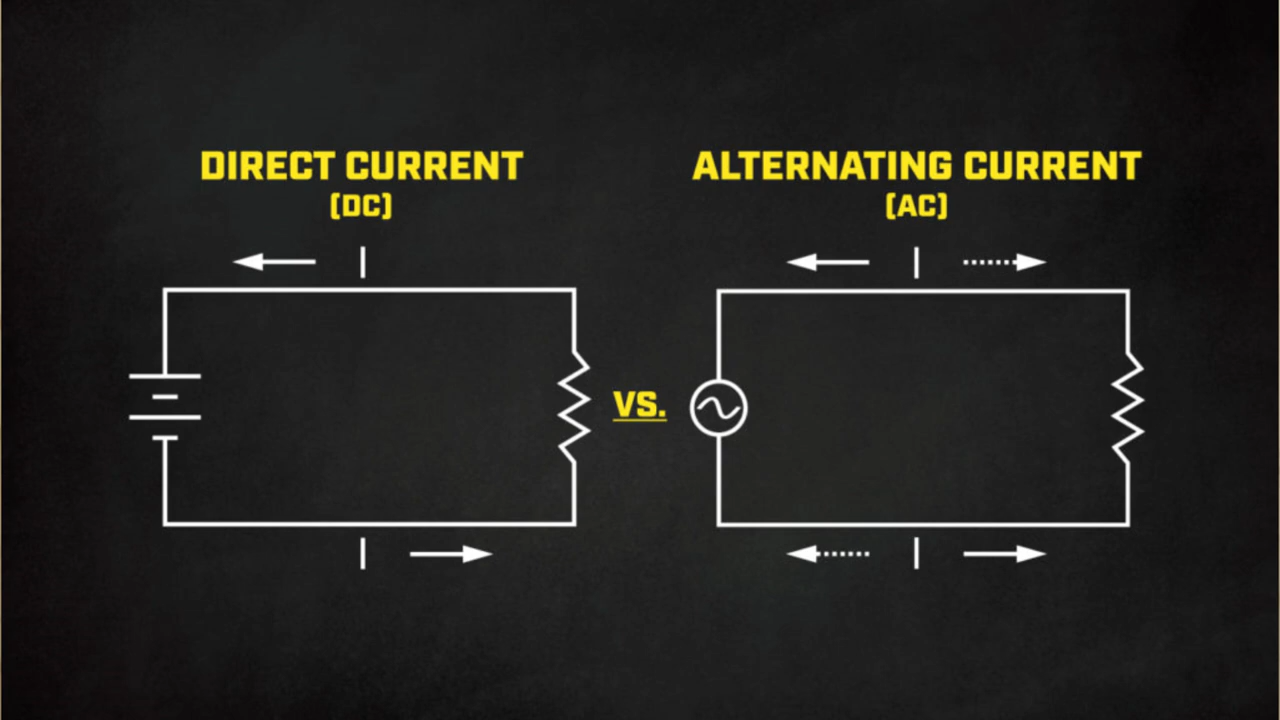 DIRECT CURRENT
(DC)
ALTERNATING CURRENT
(AC)
I
I
I
I
VS.